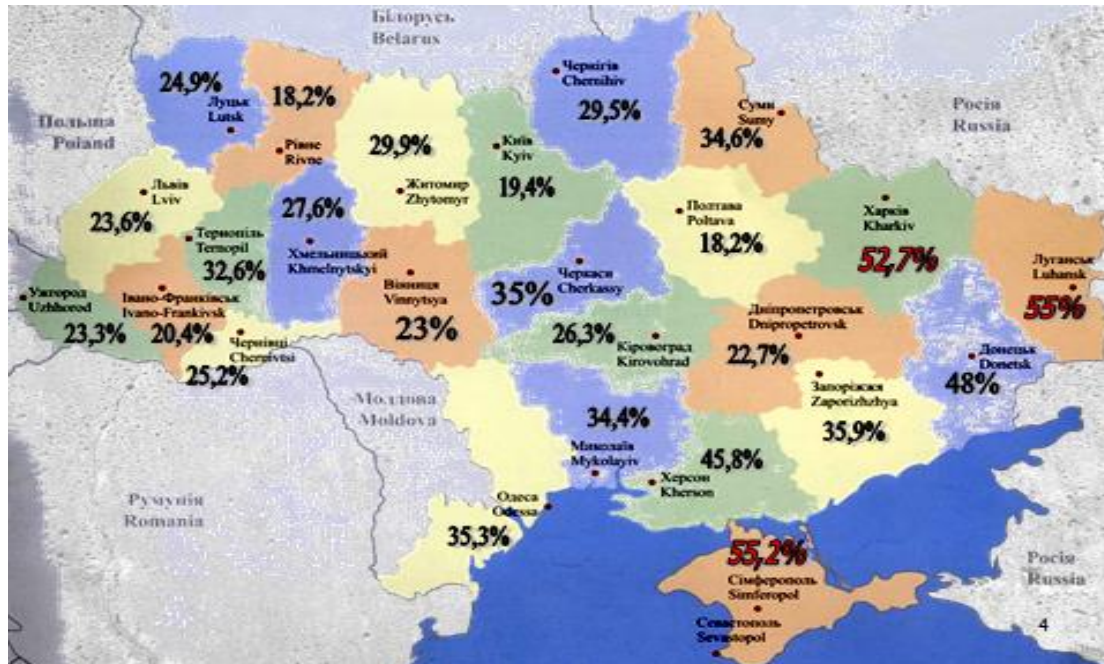 Білорусь
Belarus
24,9%
Луцьк
Lutsk
18,2%
Рівне
Rivne
29,9%
Житомир
Zhytomyr
Київ
Kyiv
19,4%
Чернігів
Chernihiv
29,5%
Суми
Sumy
34,6%
Росія
Russia
Польша
Poland
Львів
Lviv
23,6%
Тернопіль
Ternopil
32,6%
27,6%
Хмельницький
Khmelnytskyi
Вінниця
Vinnytsya
23%
Черкаси
Cherkassy
35%
Полтава
Poltava
18,2%
Харків
Kharkiv
52,7%
Луганськ
Luhansk
55%
Ужгород
Uzhhorod
23,3%
Івано-Франківськ
Ivano-Frankivsk
20,4%
Чернівці
Chernivtsi
25,2%
26,3%
Кіровоград
Kirovohrad
Дніпропетровськ
Dnipropetrovsk
22,7%
Донецьк
Donetsk
48%
Запоріжжя
Zaporizhzhya
35,9%
Молдова
Moldova
34,4%
Миколаїв
Mykolayiv
45,8%
Херсон
Kherson
Румунія
Romania
Одеса
Odessa
35,3%
55,2%
Сімферополь
Simferopol
Севастополь
Sevastopol
Росія
Russia
4